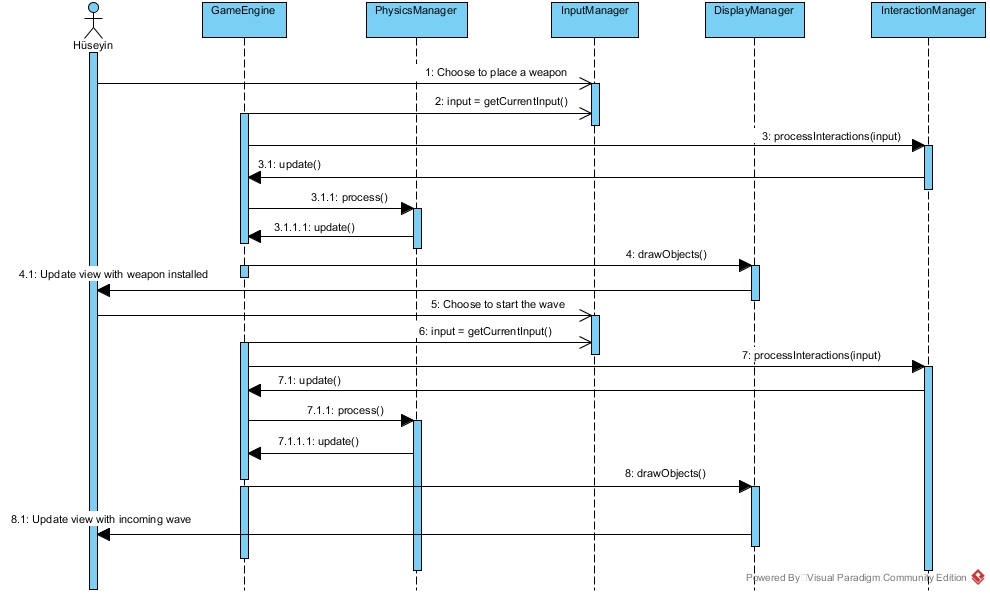 GameEngine
PhysicsManager
InputManager
DisplayManager
InteractionManager
Hüseyin
1: Choose to place a weapon
2: input = getCurrentInput()
3: processInteractions(input)
3.1: update()
3.1.1: process()
3.1.1.1: update()
4: drawObjects()
4.1: Update view with weapon installed
5: Choose to start the wave
6: input = getCurrentInput()
7: processInteractions(input)
7.1: update()
7.1.1: process()
7.1.1.1: update()
8: drawObjects()
8.1: Update view with incoming wave
Powered By Visual Paradigm Community Edition